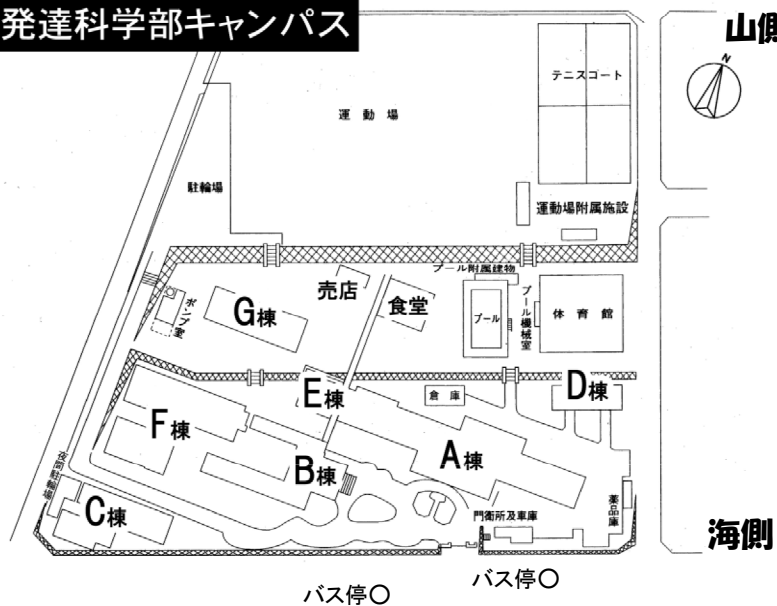 発達科学部キャンパス
山側
N
テニスコート
運動場
駐輪場
運動場附属施設
プール附属建物
売店
食堂
プール
プール機械室
体育館
ポンプ室
G棟
E棟
倉庫
D棟
F棟
B棟
A棟
夜間駐輪場
C棟
門衛所及車庫
薬品庫
海側
バス停〇
バス停〇